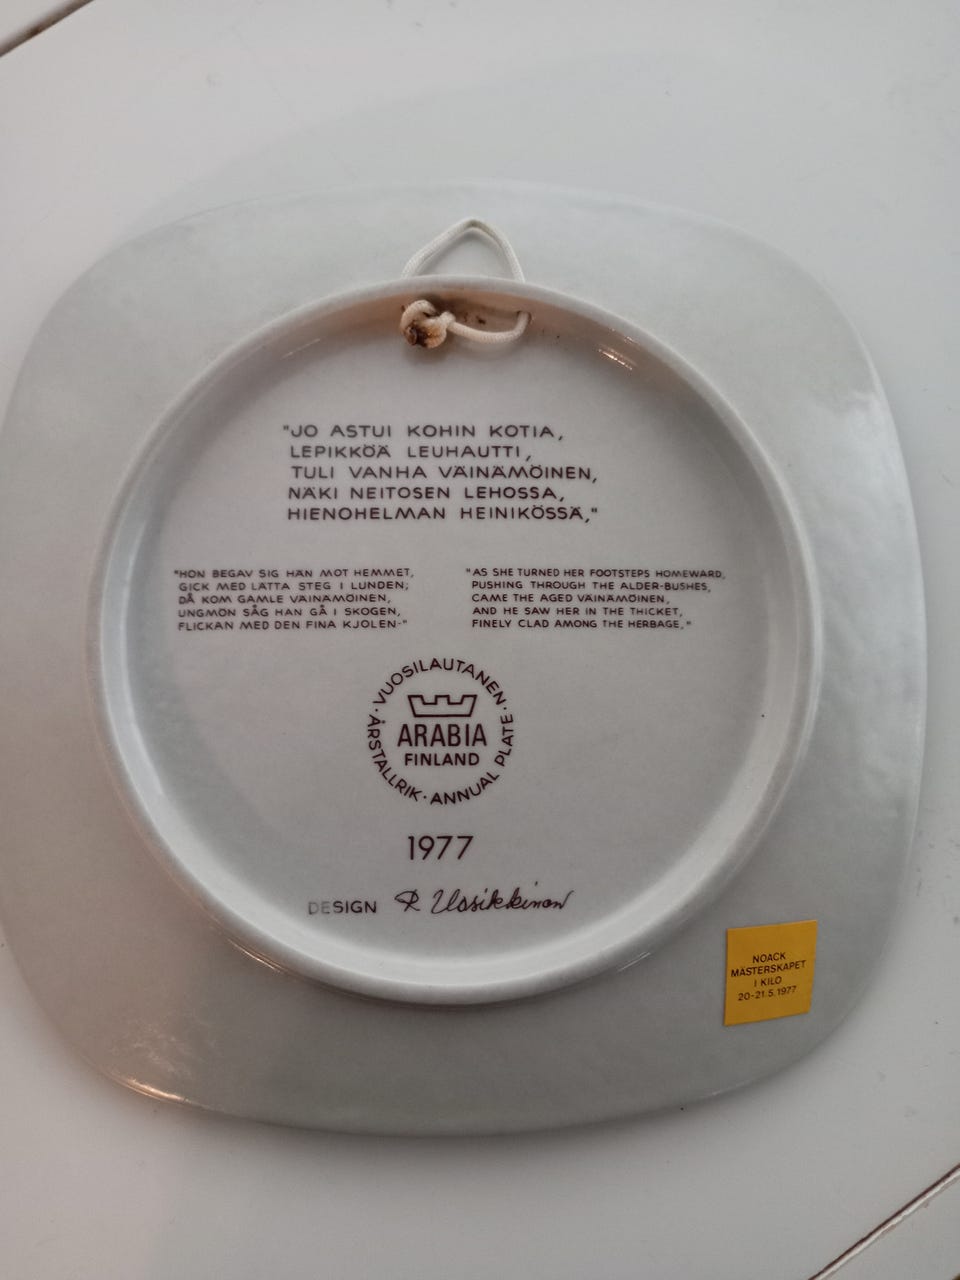 "JO ASTUI KOHIN KOTIA,
LEPIKKÖÄ LEUHAUTTI,
TULI VANHA VÄINÄMÖINEN,
NÄKI NEITOSEN LEHOSSA,
HIENOHELMAN HEINIKÖSSÄ,"
"HON BEGAV SIG HÄN MOT HEMMET,
GICK MED LÄTTA STEG I LUNDEN;
DÅ KOM GAMLE VÄINÄMÖINEN,
UNGMÖN SÅG HAN GÅ I SKOGEN,
FLICKAN MED DEN FINA KJOLEN-"
"AS SHE TURNED HER FOOTSTEPS HOMEWARD,
PUSHING THROUGH THE ALDER-BUSHES,
CAME THE AGED VÄINÄMÖINEN,
AND HE SAW HER IN THE THICKET,
FINELY CLAD AMONG THE HERBAGE,"
VUOSILAUTANEN · ANNUAL PLATE · ÅRSTALLRIK ·
ARABIA
FINLAND
1977
DESIGN R Uosikkinen
NOACK
MÄSTERSKAPET
I KILO
20-21.5.1977